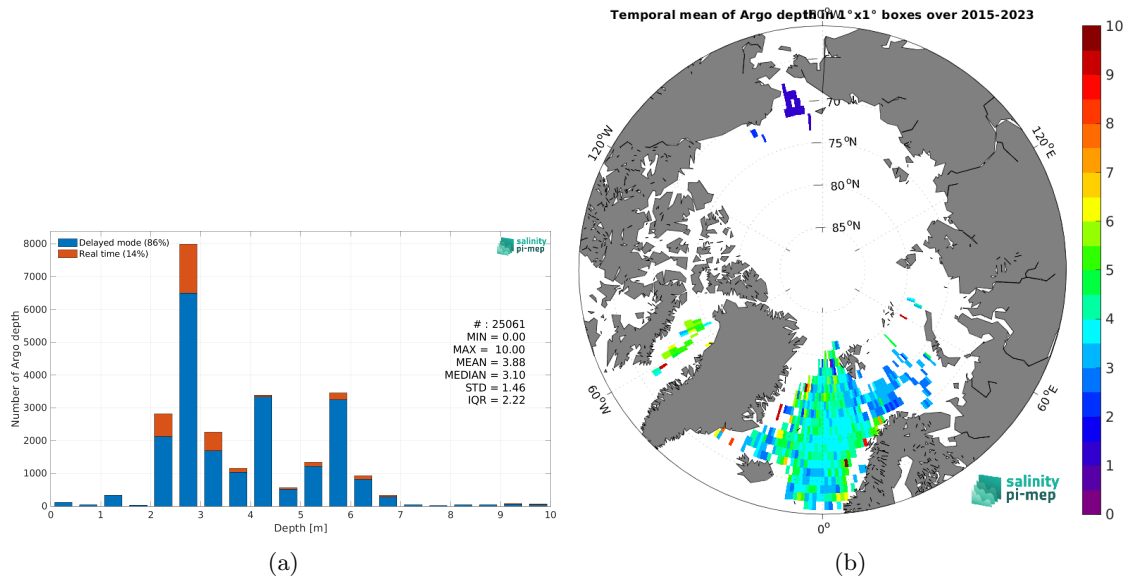 Temporal mean of Argo depth in 1°x1° boxes over 2015-2023
Delayed mode (86%)
Real time (14%)
salinity
pi-mep
8000
7000
6000
5000
4000
3000
2000
1000
0
Number of Argo depth
# : 25061
MIN = 0.00
MAX = 10.00
MEAN = 3.88
MEDIAN = 3.10
STD = 1.46
IQR = 2.22
0 1 2 3 4 5 6 7 8 9 10
Depth [m]
(a)
180°W
120°W
120°E
70
75°N
80°N
85°N
60°W
60°E
0°
salinity
pi-mep
10
9
8
7
6
5
4
3
2
1
0
(b)